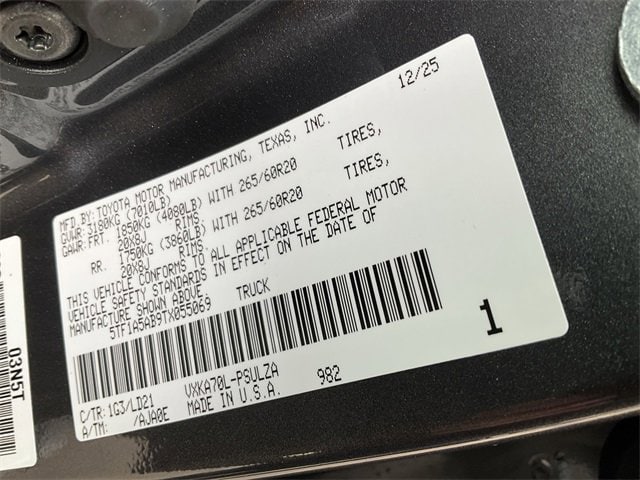 12/25
MFD.BY:TOYOTA MOTOR MANUFACTURING, TEXAS, INC.
GVWR:3180KG (7010LB)
GAWR:FRT. 1850KG (4080LB) WITH 265/60R20 TIRES,
20X8J RIMS,
RR. 1750KG (3860LB) WITH 265/60R20 TIRES,
20X8J RIMS.
THIS VEHICLE CONFORMS TO ALL APPLICABLE FEDERAL MOTOR
VEHICLE SAFETY STANDARDS IN EFFECT ON THE DATE OF
MANUFACTURE SHOWN ABOVE
5TF1A5AB9TX055069 TRUCK
1
C/TR:1G3/LD21 VXKA70L-PSULZA 982
A/TM: /AJA0E MADE IN U.S.A.
03N5T